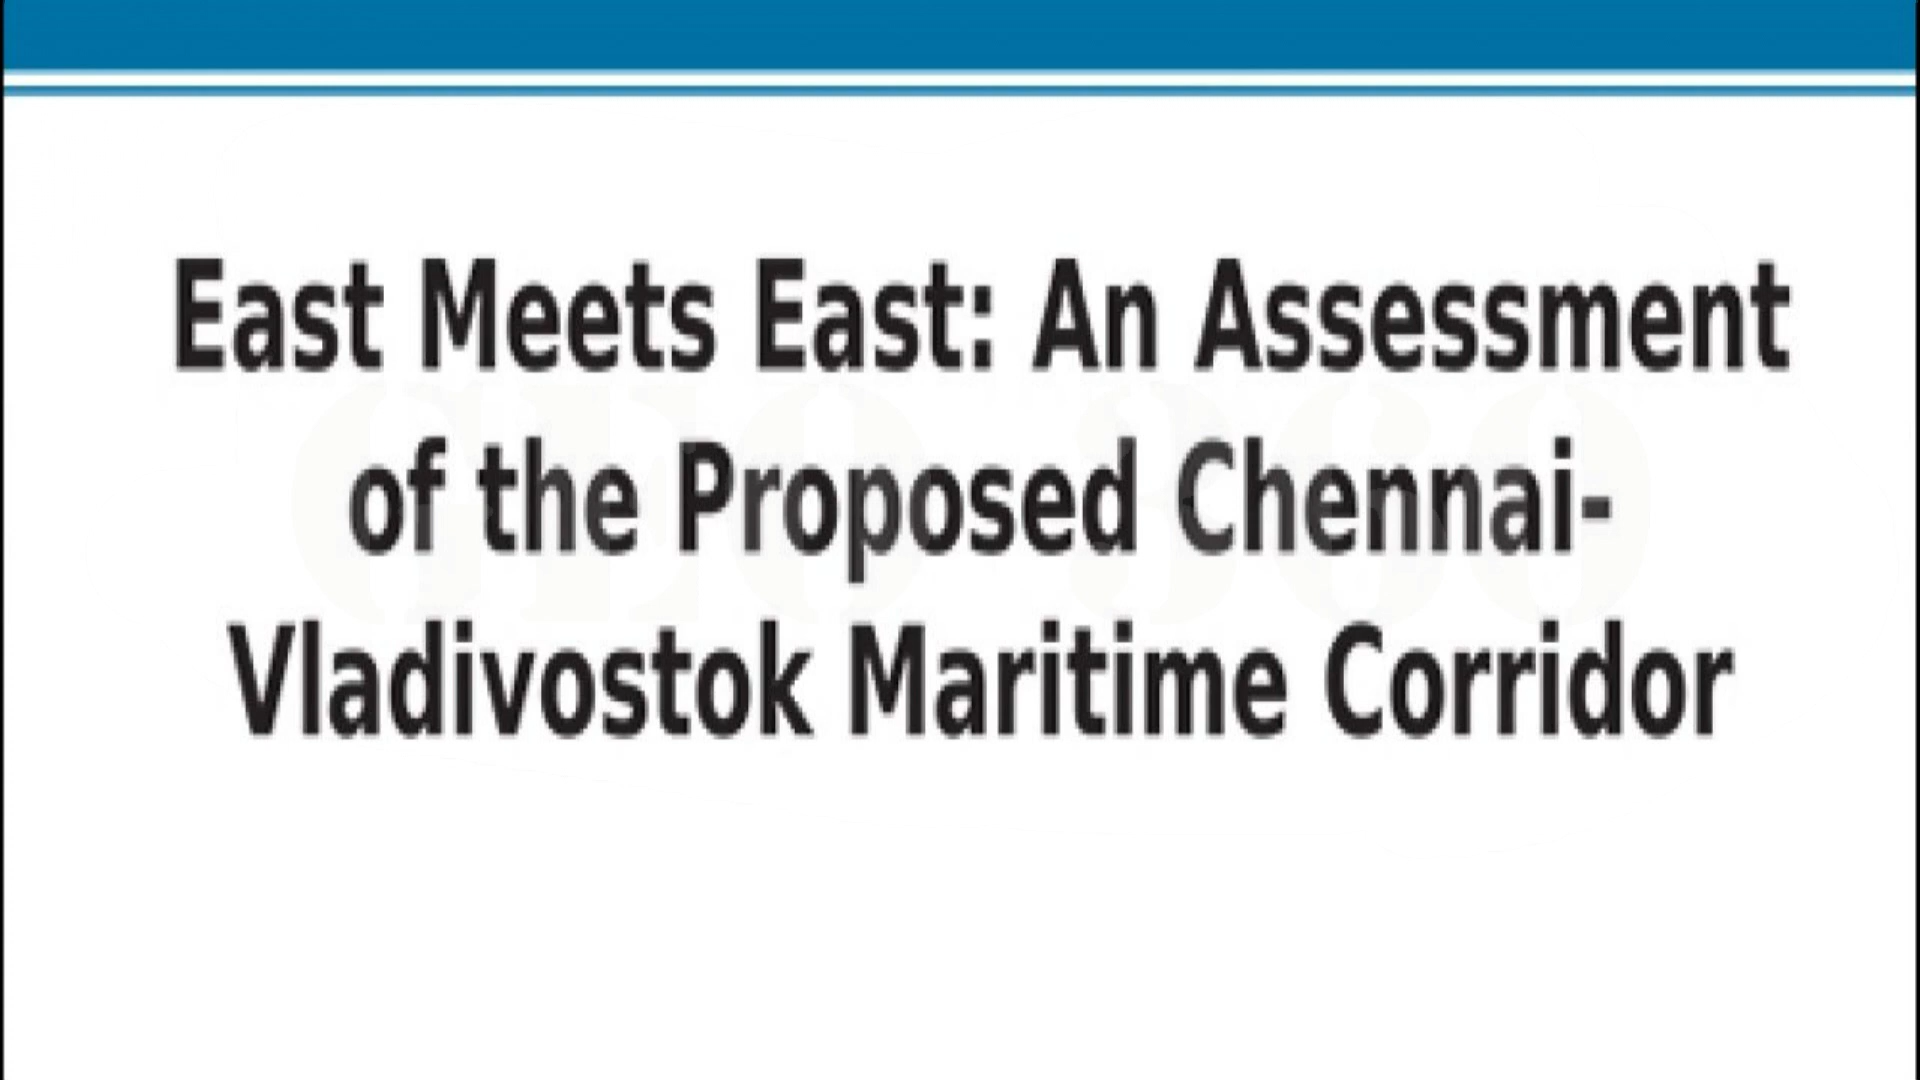 East Meets East: An Assessment
of the Proposed Chennai-
Vladivostok Maritime Corridor